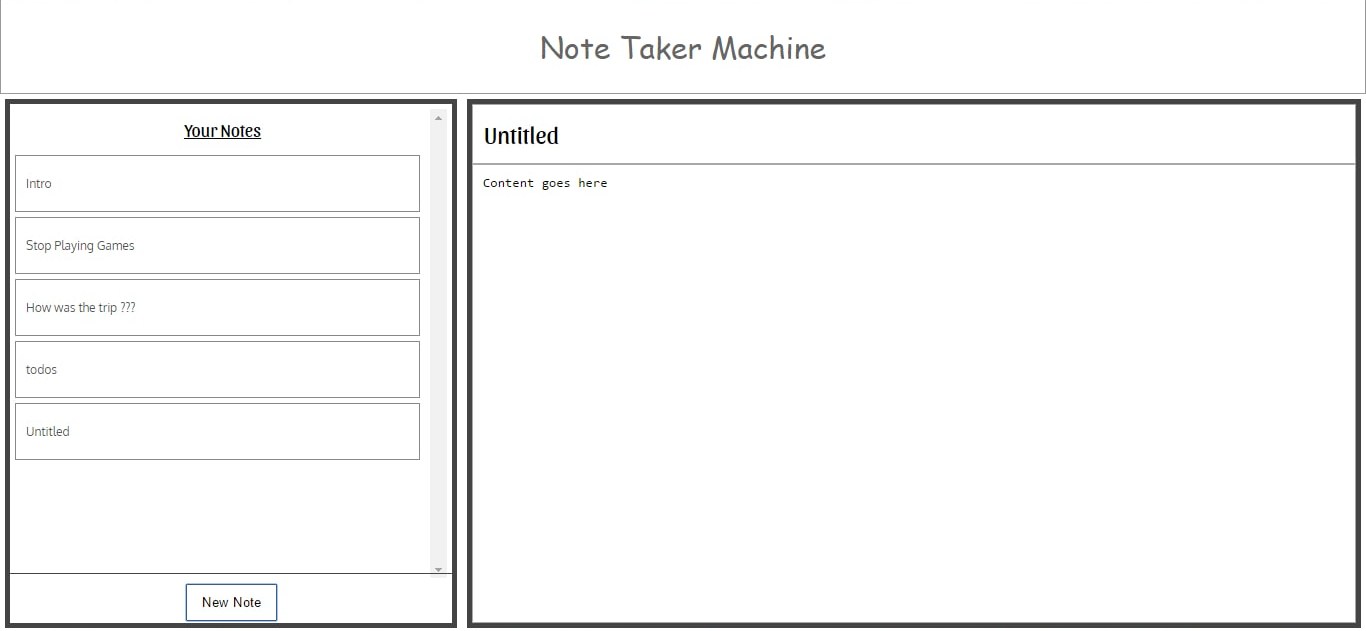 Note Taker Machine
Your Notes
Intro
Stop Playing Games
How was the trip ???
todos
Untitled
New Note
Untitled
Content goes here